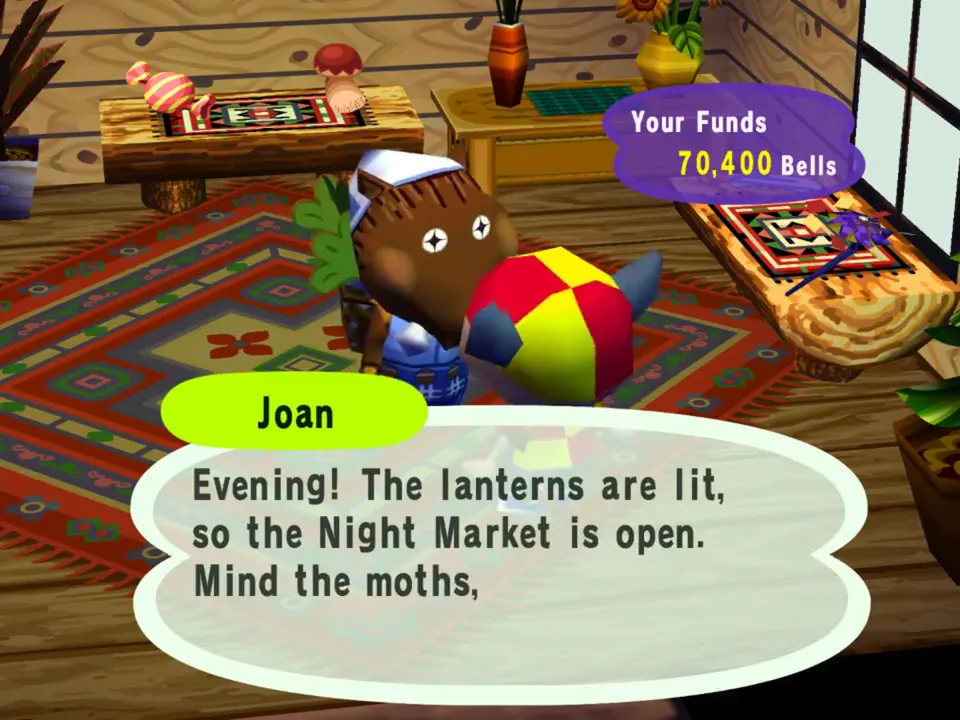 Your Funds
70,400 Bells
Joan
Evening! The lanterns are lit,
so the Night Market is open.
Mind the moths,